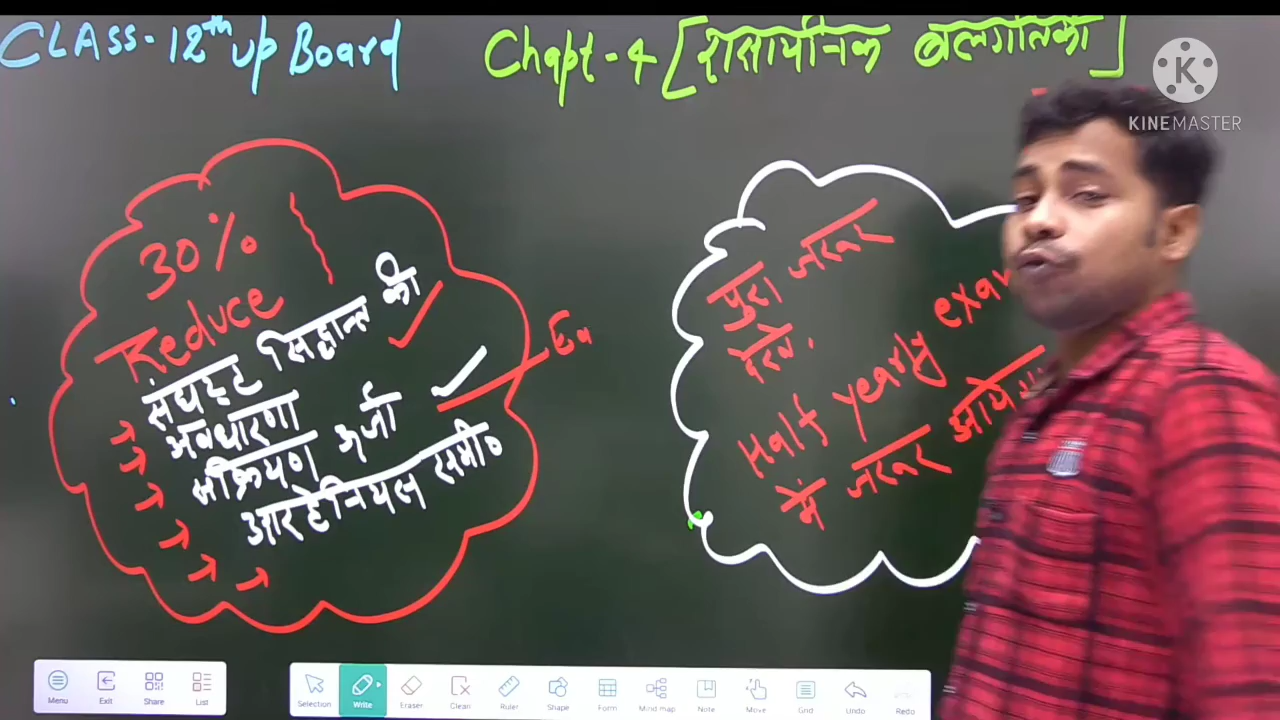 CLASS-12th up Board
Chapt-4 [रासायनिक बलगतिकी]
KINEMASTER
30%
Reduce
संघट्ट सिद्धान्त की
अवधारणा
सक्रियण ऊर्जा
आरहेनियस समी०
Ea
पुरा जरूर
देखे.
Half yearly exam
में जरूर आयेगा
Menu
Exit
Share
List
Selection
Write
Eraser
Clean
Ruler
Shape
Form
Mind map
Note
Move
Grid
Undo
Redo